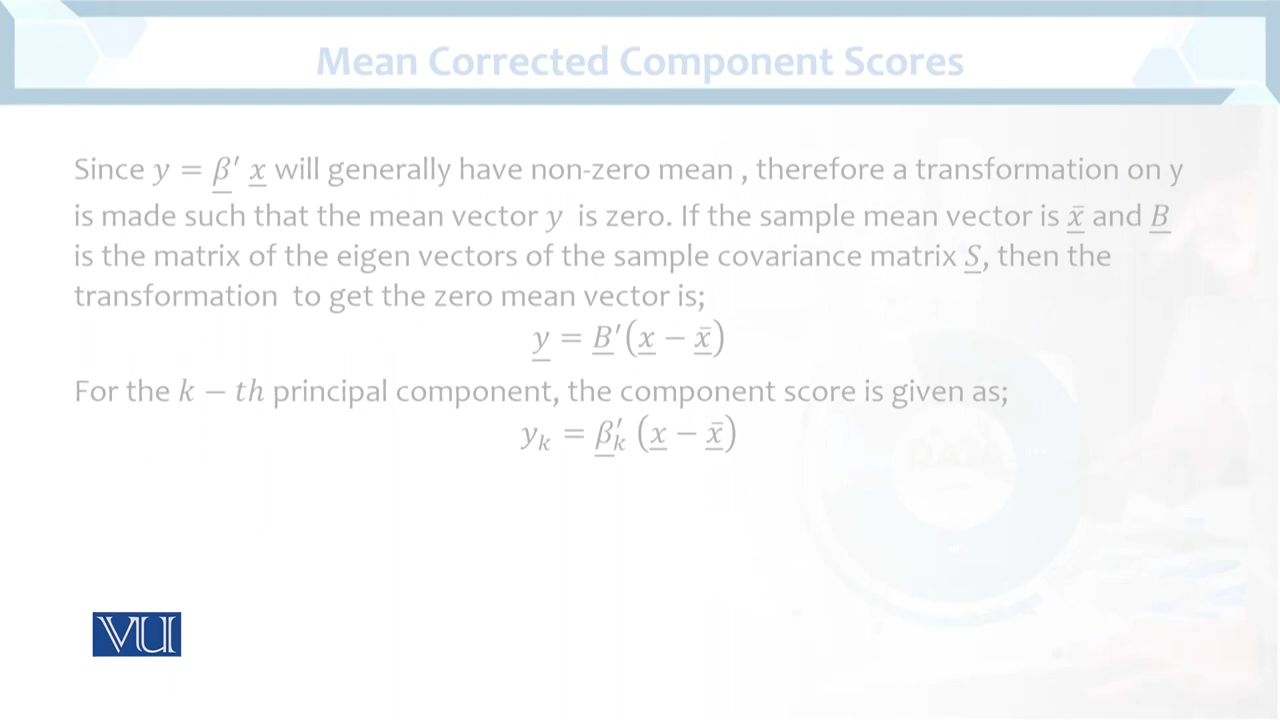 Mean Corrected Component Scores
Since y = β′ x will generally have non-zero mean , therefore a transformation on y
is made such that the mean vector y is zero. If the sample mean vector is x̄ and B
is the matrix of the eigen vectors of the sample covariance matrix S, then the
transformation to get the zero mean vector is;
y = B′(x − x̄)
For the k − th principal component, the component score is given as;
yₖ = β′ₖ (x − x̄)
VU